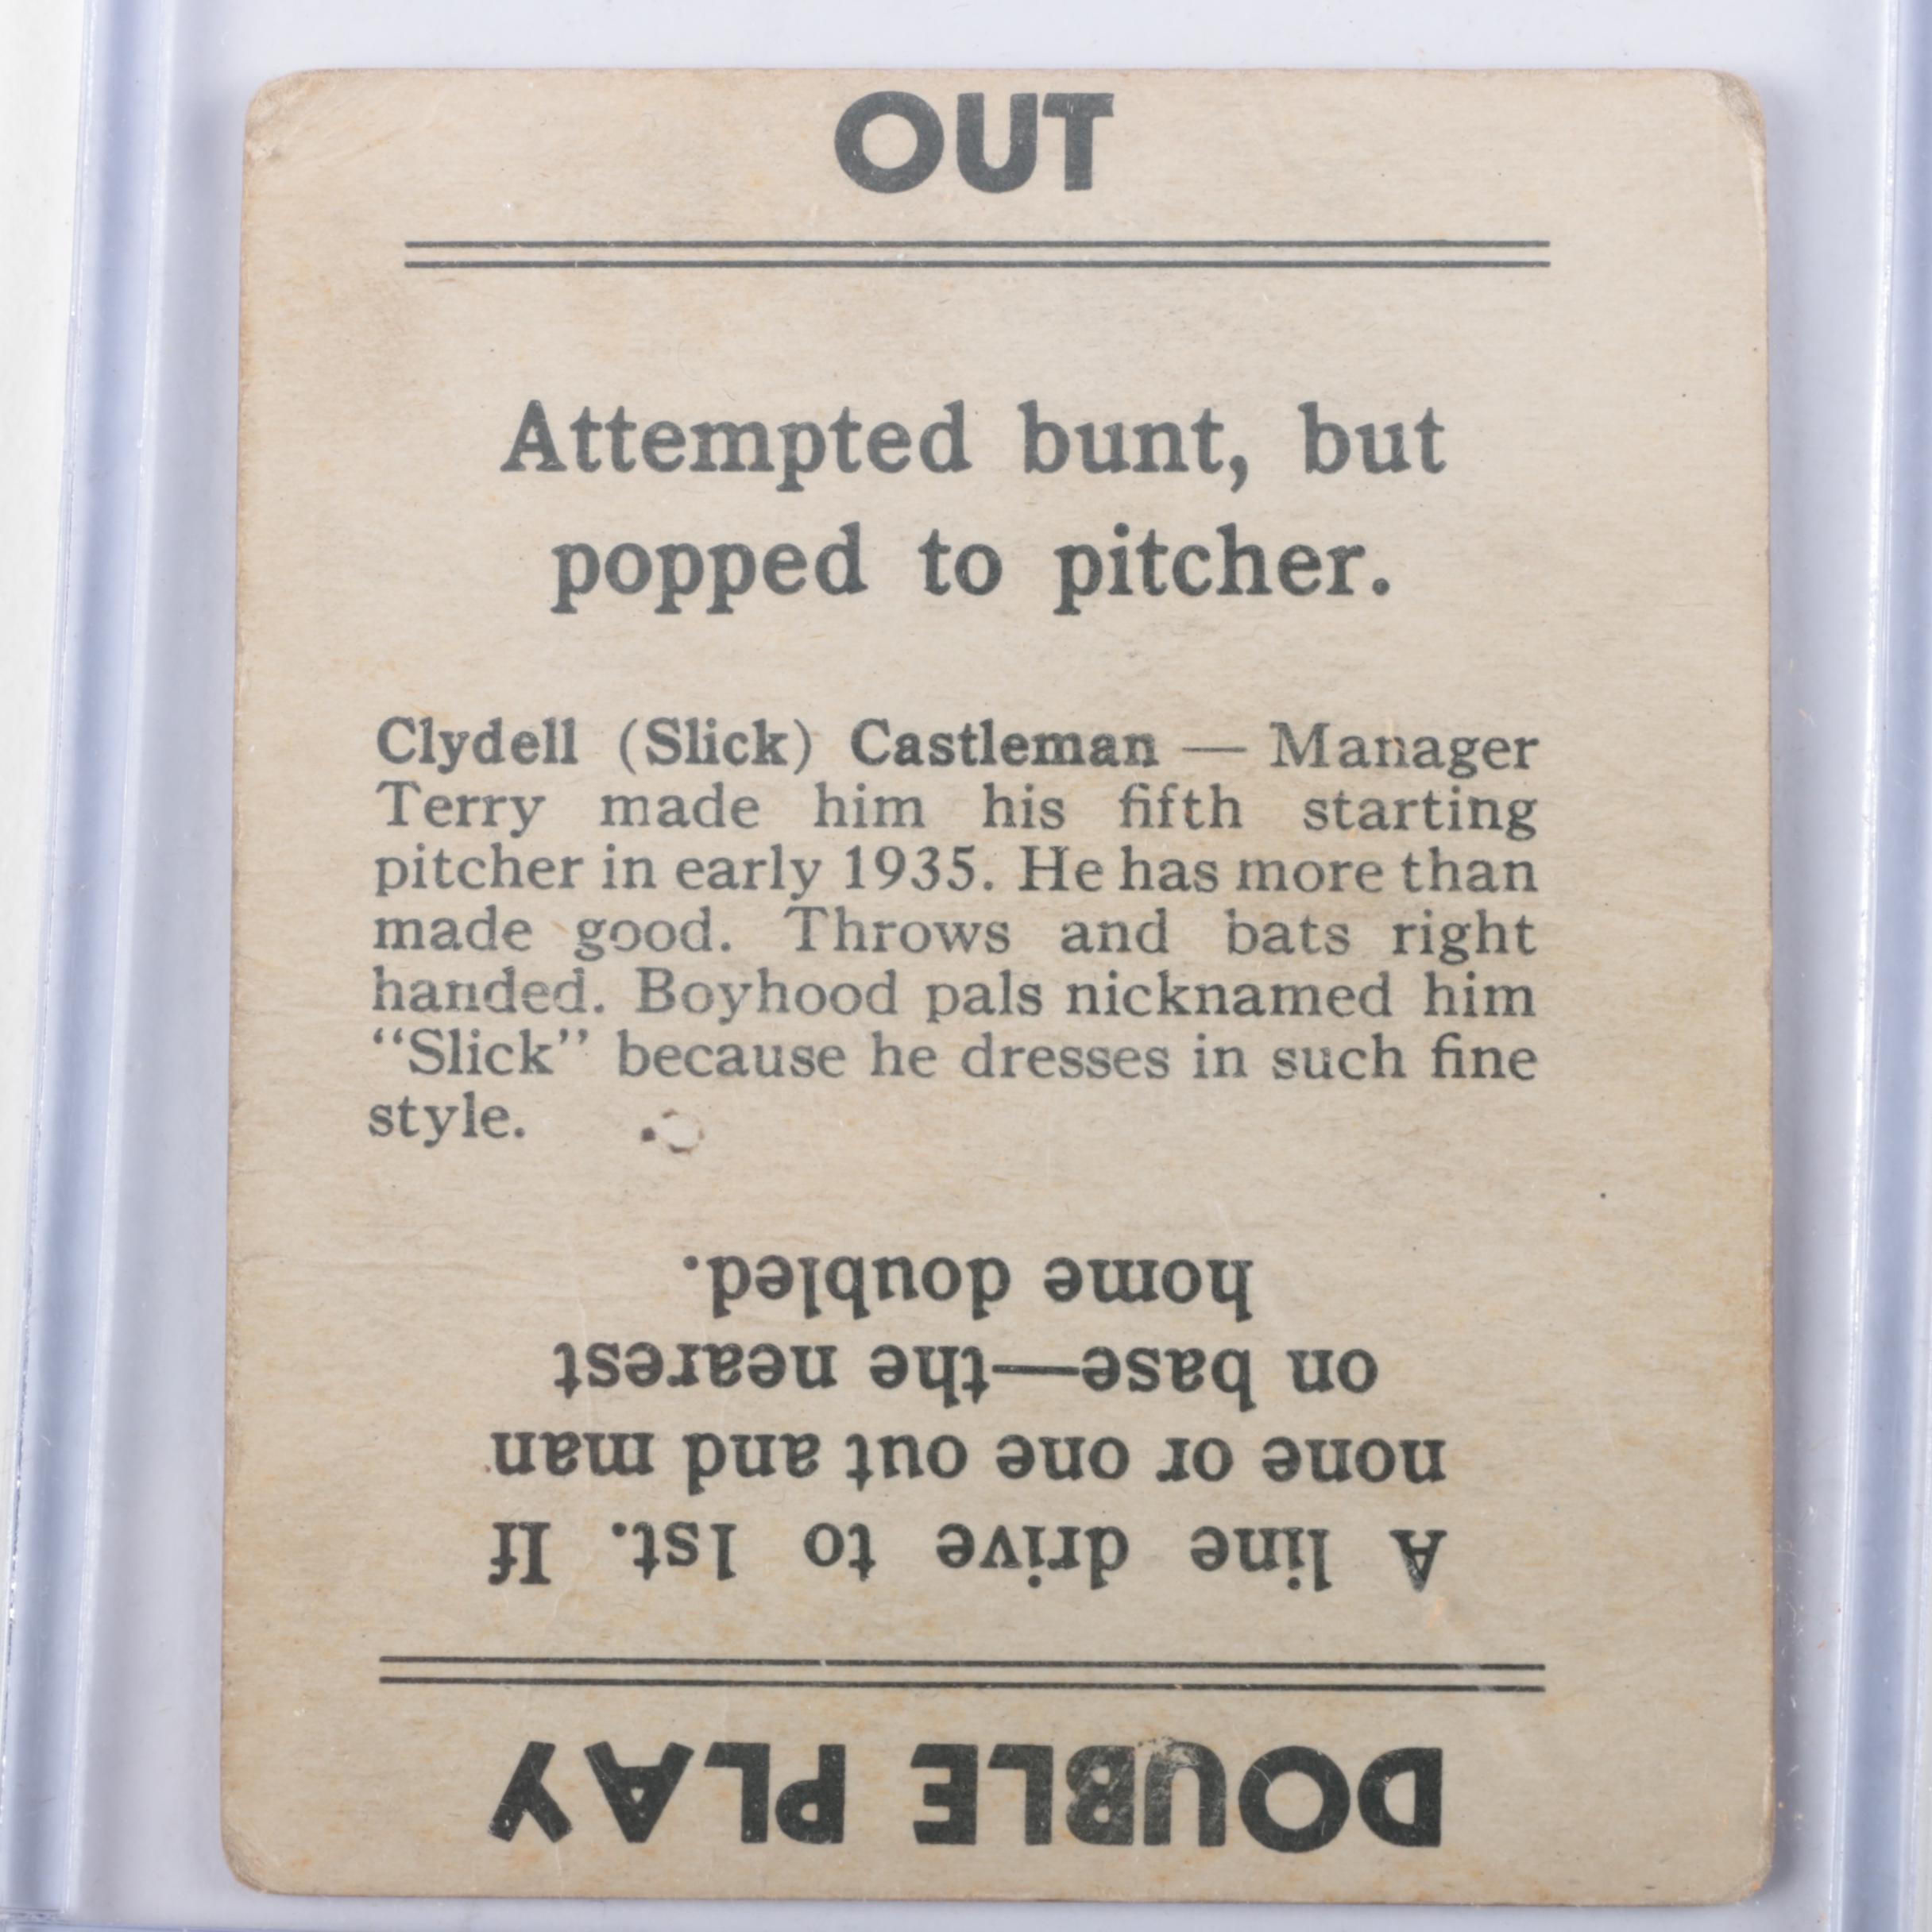 OUT
Attempted bunt, but
popped to pitcher.
Clydell (Slick) Castleman — Manager
Terry made him his fifth starting
pitcher in early 1935. He has more than
made good. Throws and bats right
handed. Boyhood pals nicknamed him
“Slick” because he dresses in such fine
style.
DOUBLE PLAY
A line drive to 1st. If
none or one out and man
on base—the nearest
home doubled.